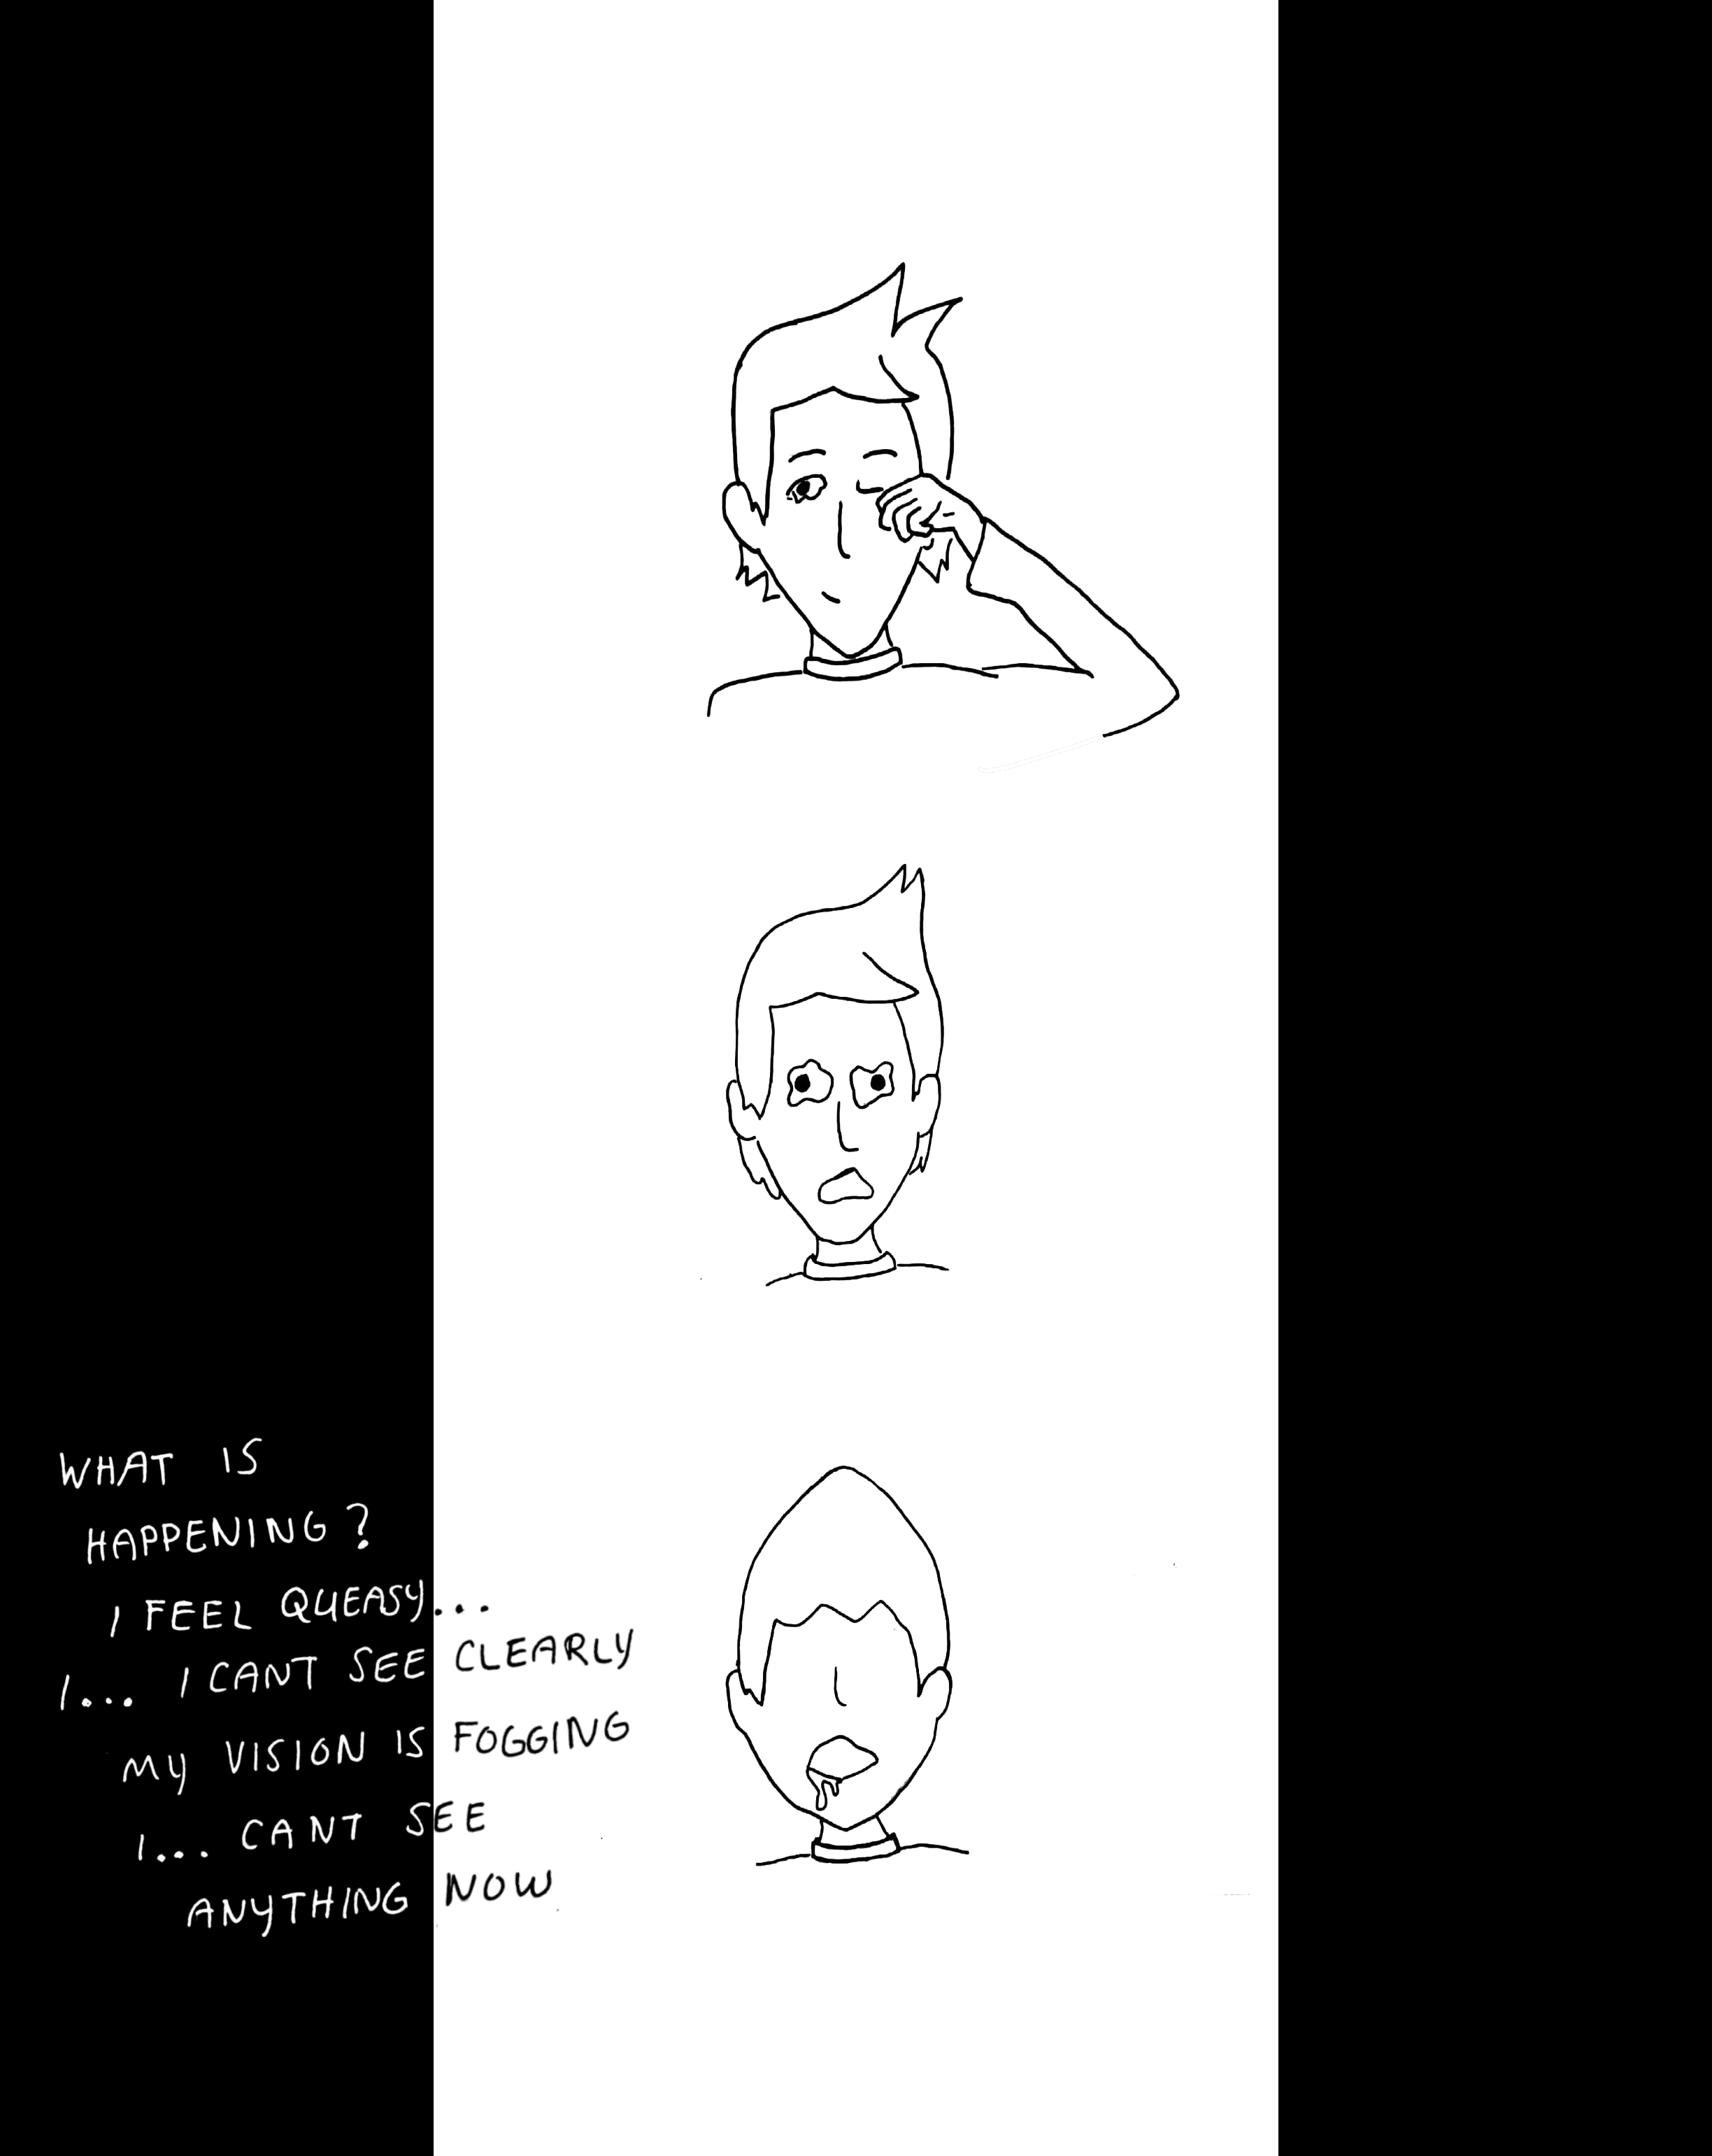 WHAT IS
HAPPENING?
I FEEL QUEASY...
I... I CANT SEE CLEARLY
MY VISION IS FOGGING
I... CANT SEE
ANYTHING NOW